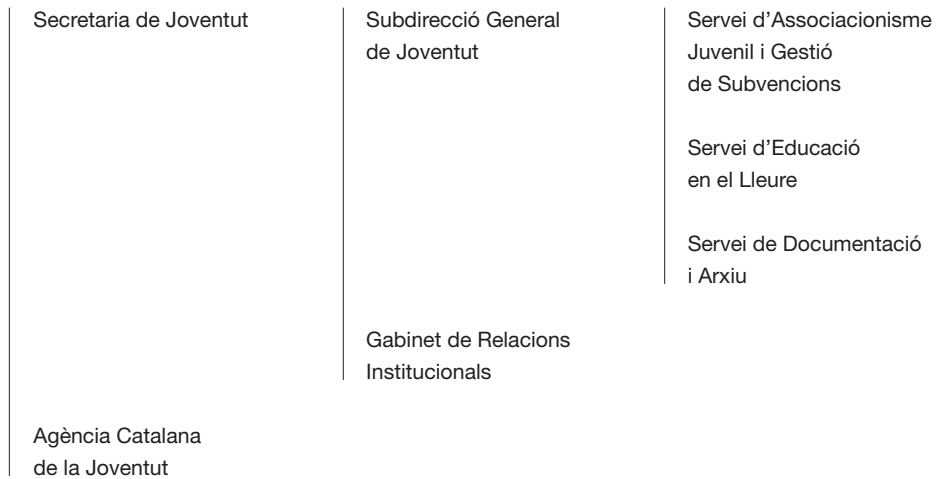 Secretaria de Joventut
Subdirecció General
de Joventut
Servei d’Associacionisme
Juvenil i Gestió
de Subvencions
Servei d’Educació
en el Lleure
Servei de Documentació
i Arxiu
Gabinet de Relacions
Institucionals
Agència Catalana
de la Joventut